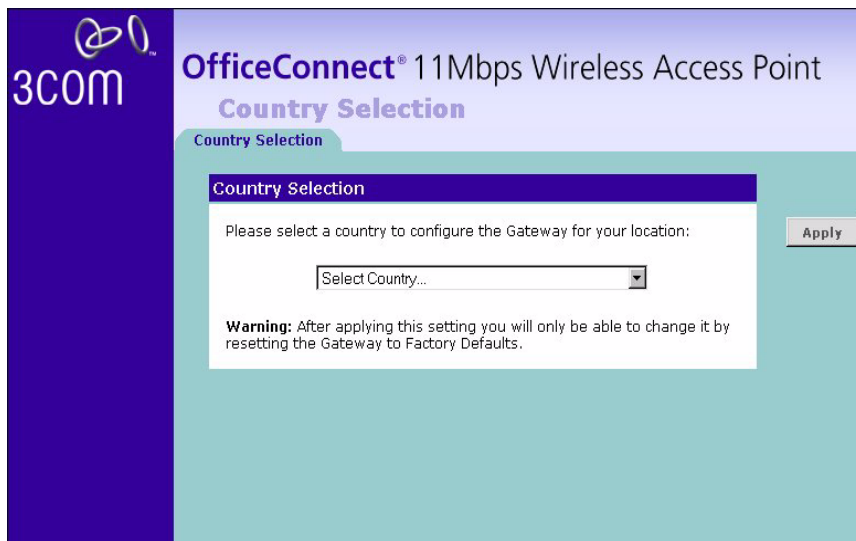 3COM
OfficeConnect® 11Mbps Wireless Access Point
Country Selection
Country Selection
Country Selection
Please select a country to configure the Gateway for your location:
Apply
Select Country...
Warning: After applying this setting you will only be able to change it by
resetting the Gateway to Factory Defaults.